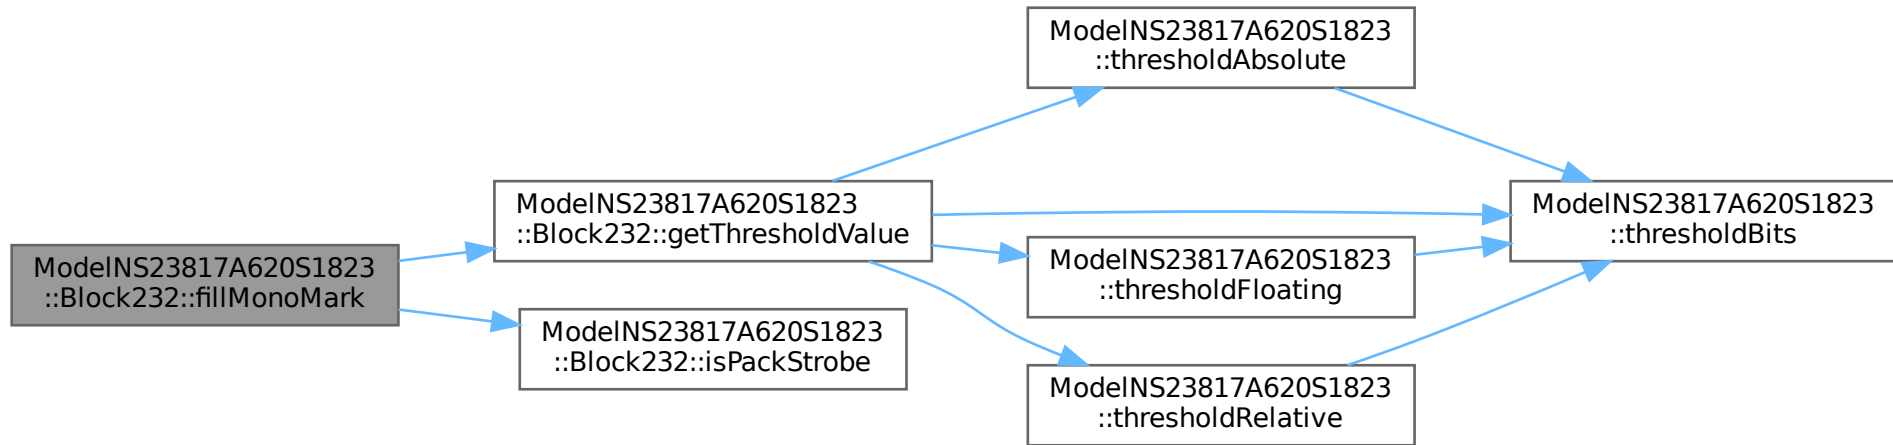 ModelNS23817A620S1823
::Block232::fillMonoMark
ModelNS23817A620S1823
::Block232::getThresholdValue
ModelNS23817A620S1823
::Block232::isPackStrobe
ModelNS23817A620S1823
::thresholdAbsolute
ModelNS23817A620S1823
::thresholdFloating
ModelNS23817A620S1823
::thresholdRelative
ModelNS23817A620S1823
::thresholdBits